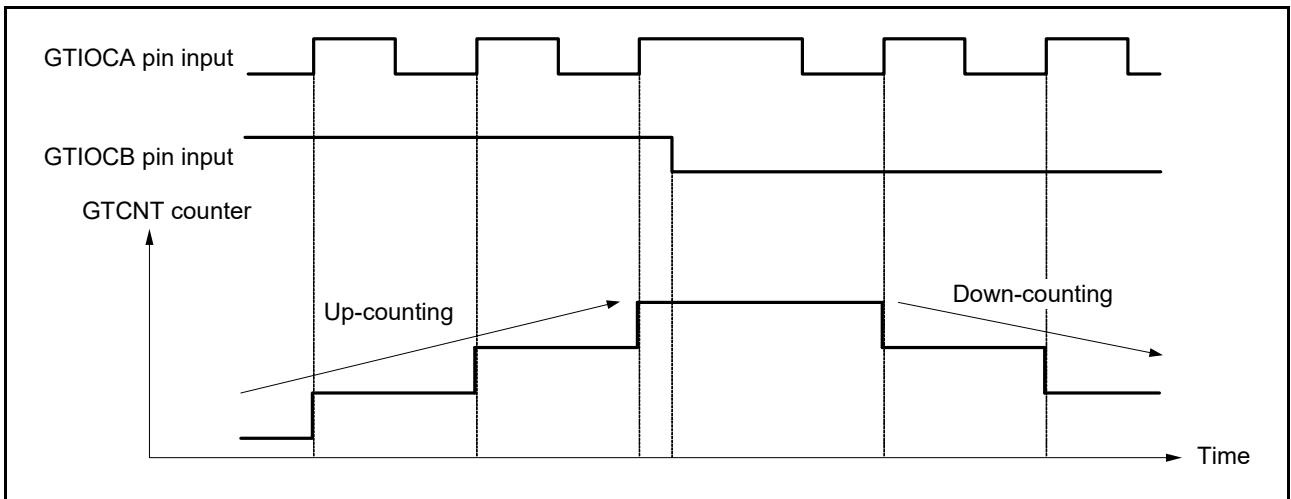 GTIOCA pin input
GTIOCB pin input
GTCNT counter
Up-counting
Down-counting
Time